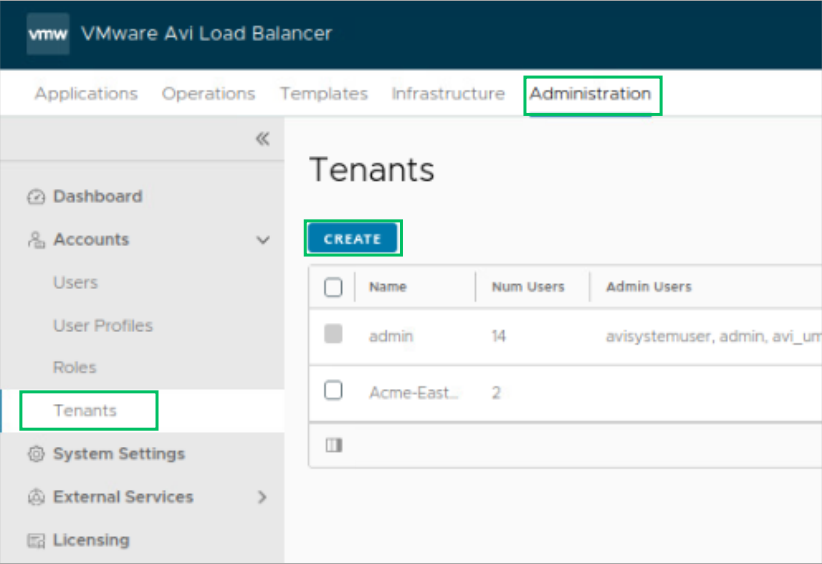 vmw VMware Avi Load Balancer
Applications Operations Templates Infrastructure Administration
Dashboard
Accounts
Users
User Profiles
Roles
Tenants
System Settings
External Services
Licensing
Tenants
CREATE
Name Num Users Admin Users
admin 14 avisystemuser, admin, avi_um
Acme-East... 2